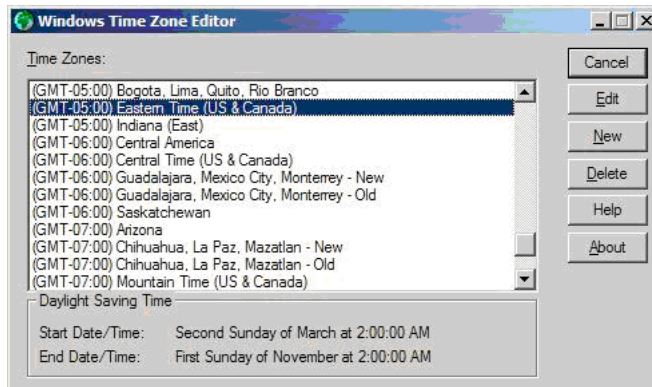 Windows Time Zone Editor
Time Zones:
(GMT-05:00) Bogota, Lima, Quito, Rio Branco
(GMT-05:00) Eastern Time (US & Canada)
(GMT-05:00) Indiana (East)
(GMT-06:00) Central America
(GMT-06:00) Central Time (US & Canada)
(GMT-06:00) Guadalajara, Mexico City, Monterrey - New
(GMT-06:00) Guadalajara, Mexico City, Monterrey - Old
(GMT-06:00) Saskatchewan
(GMT-07:00) Arizona
(GMT-07:00) Chihuahua, La Paz, Mazatlan - New
(GMT-07:00) Chihuahua, La Paz, Mazatlan - Old
(GMT-07:00) Mountain Time (US & Canada)
Cancel
Edit
New
Delete
Help
About
Daylight Saving Time
Start Date/Time: Second Sunday of March at 2:00:00 AM
End Date/Time: First Sunday of November at 2:00:00 AM